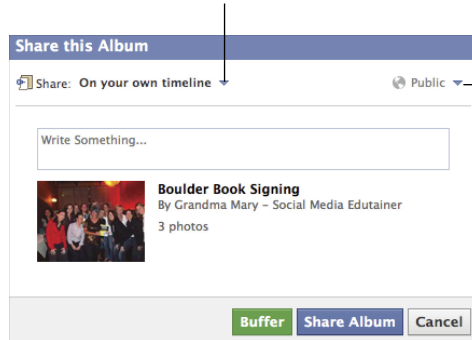 Share this Album
Share: On your own timeline Public
Write Something...
Boulder Book Signing
By Grandma Mary – Social Media Edutainer
3 photos
Buffer Share Album Cancel